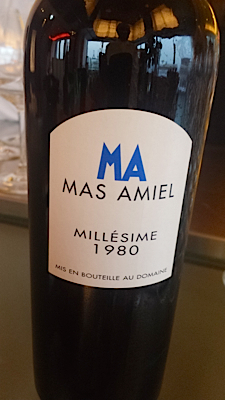 MA
MAS AMIEL
MILLÉSIME
1980
MIS EN BOUTEILLE AU DOMAINE